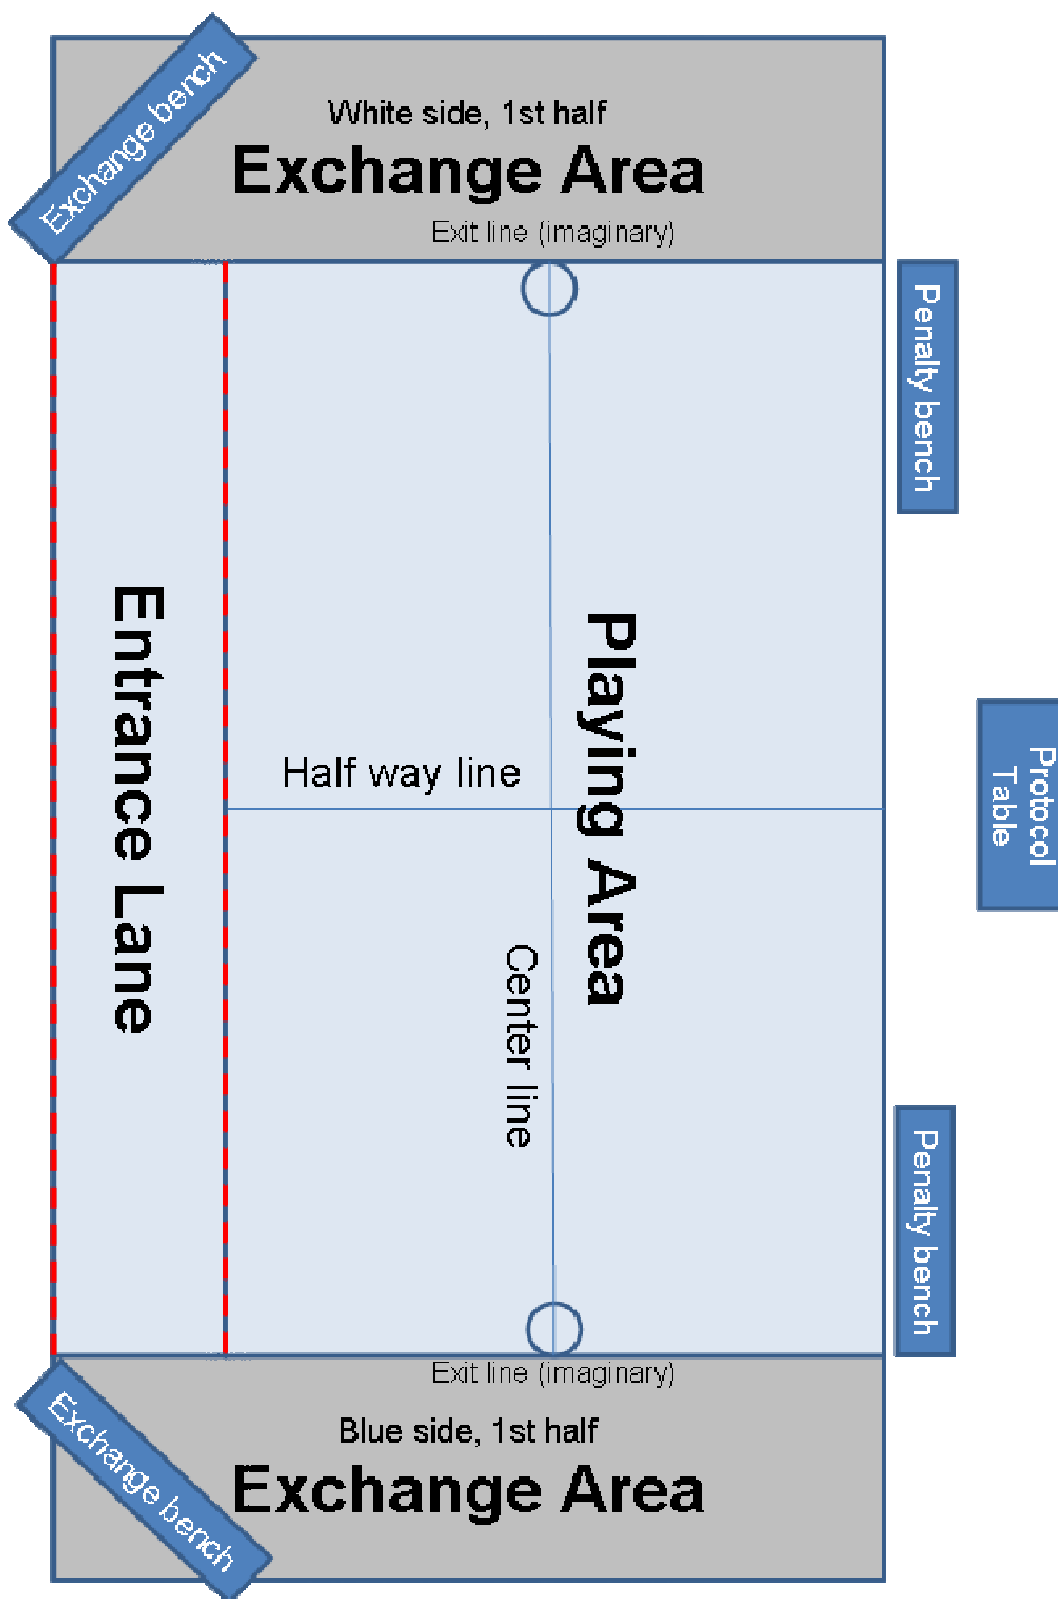 Exchange bench
White side, 1st half
Exchange Area
Exit line (imaginary)
Penalty bench
Entrance Lane
Playing Area
Half way line
Protocol
Table
Center line
Penalty bench
Exit line (imaginary)
Blue side, 1st half
Exchange Area
Exchange bench